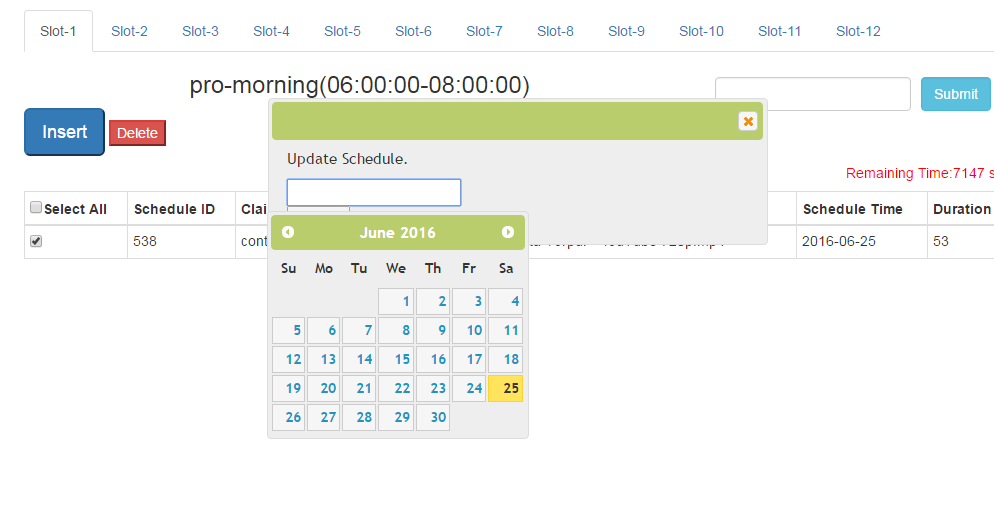 Slot-1 Slot-2 Slot-3 Slot-4 Slot-5 Slot-6 Slot-7 Slot-8 Slot-9 Slot-10 Slot-11 Slot-12
pro-morning(06:00:00-08:00:00)
Submit
Insert Delete
Update Schedule.
Remaining Time:7147 s
Select All Schedule ID Clai Schedule Time Duration
538 cont 2016-06-25 53
June 2016
Su Mo Tu We Th Fr Sa
1 2 3 4
5 6 7 8 9 10 11
12 13 14 15 16 17 18
19 20 21 22 23 24 25
26 27 28 29 30